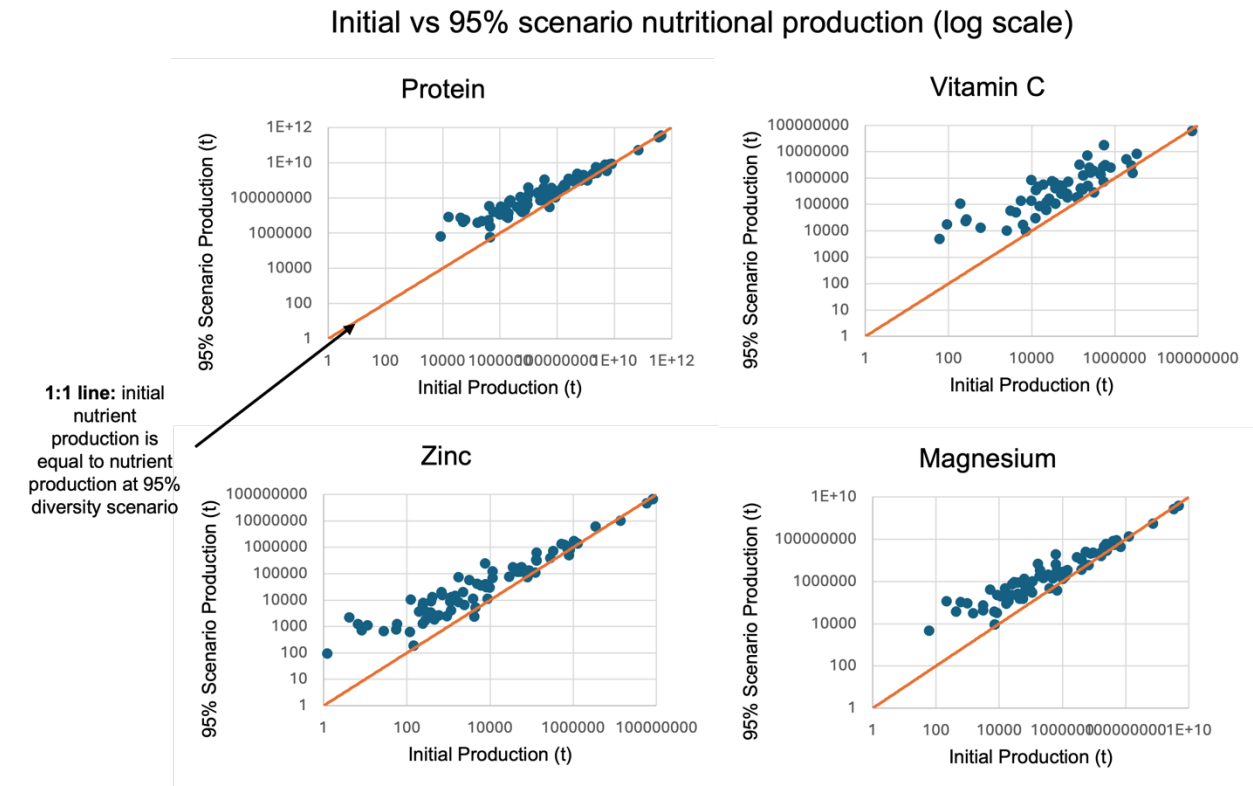 Initial vs 95% scenario nutritional production (log scale)
Protein
95% Scenario Production (t)
1E+12
1E+10
100000000
1000000
10000
100
1
1 100 10000 1000000 100000000 1E+10 1E+12
Initial Production (t)
Vitamin C
95% Scenario Production (t)
100000000
10000000
1000000
100000
10000
1000
100
10
1
1 100 10000 1000000 100000000
Initial Production (t)
1:1 line: initial
nutrient
production is
equal to nutrient
production at 95%
diversity scenario
Zinc
95% Scenario Production (t)
100000000
10000000
1000000
100000
10000
1000
100
10
1
1 100 10000 1000000 100000000
Initial Production (t)
Magnesium
95% Scenario Production (t)
1E+10
100000000
1000000
10000
100
1
1 100 10000 1000000 100000000 1E+10
Initial Production (t)